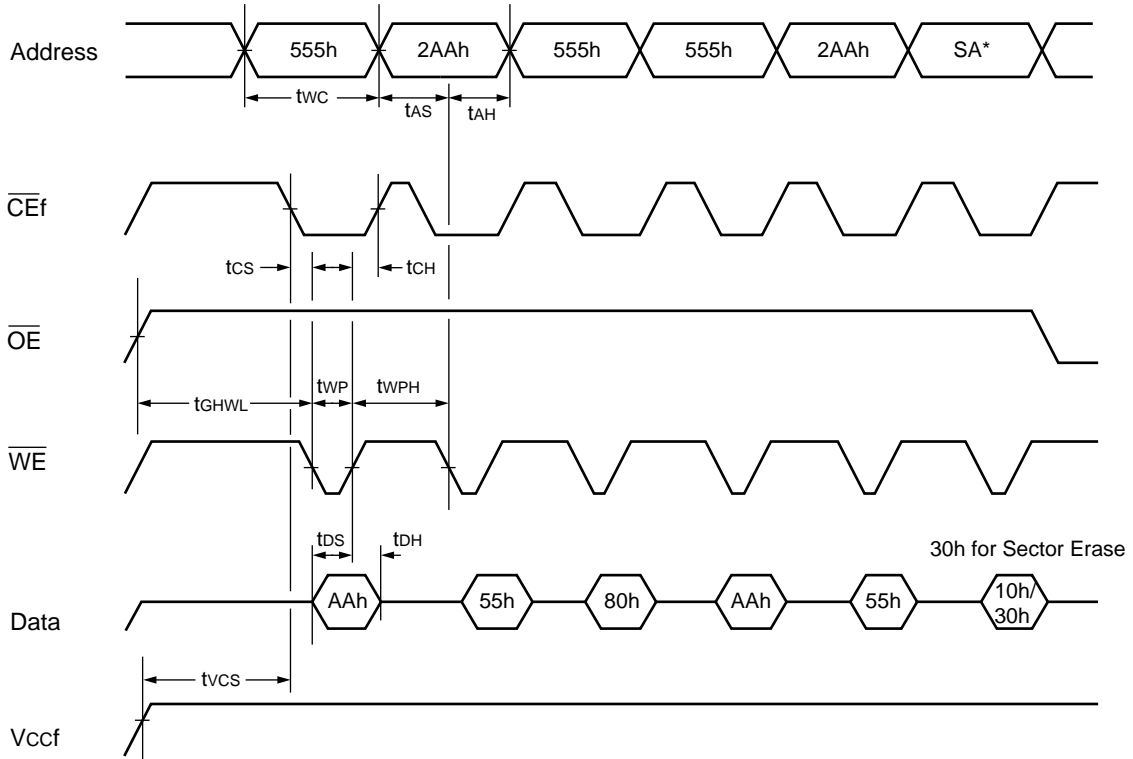 Address
555h 2AAh 555h 555h 2AAh SA*
tWC tAS tAH
CEf
tCS tCH
OE
tGHWL tWP tWPH
WE
tDS tDH
30h for Sector Erase
Data
AAh 55h 80h AAh 55h 10h/
30h
tVCS
VCCf